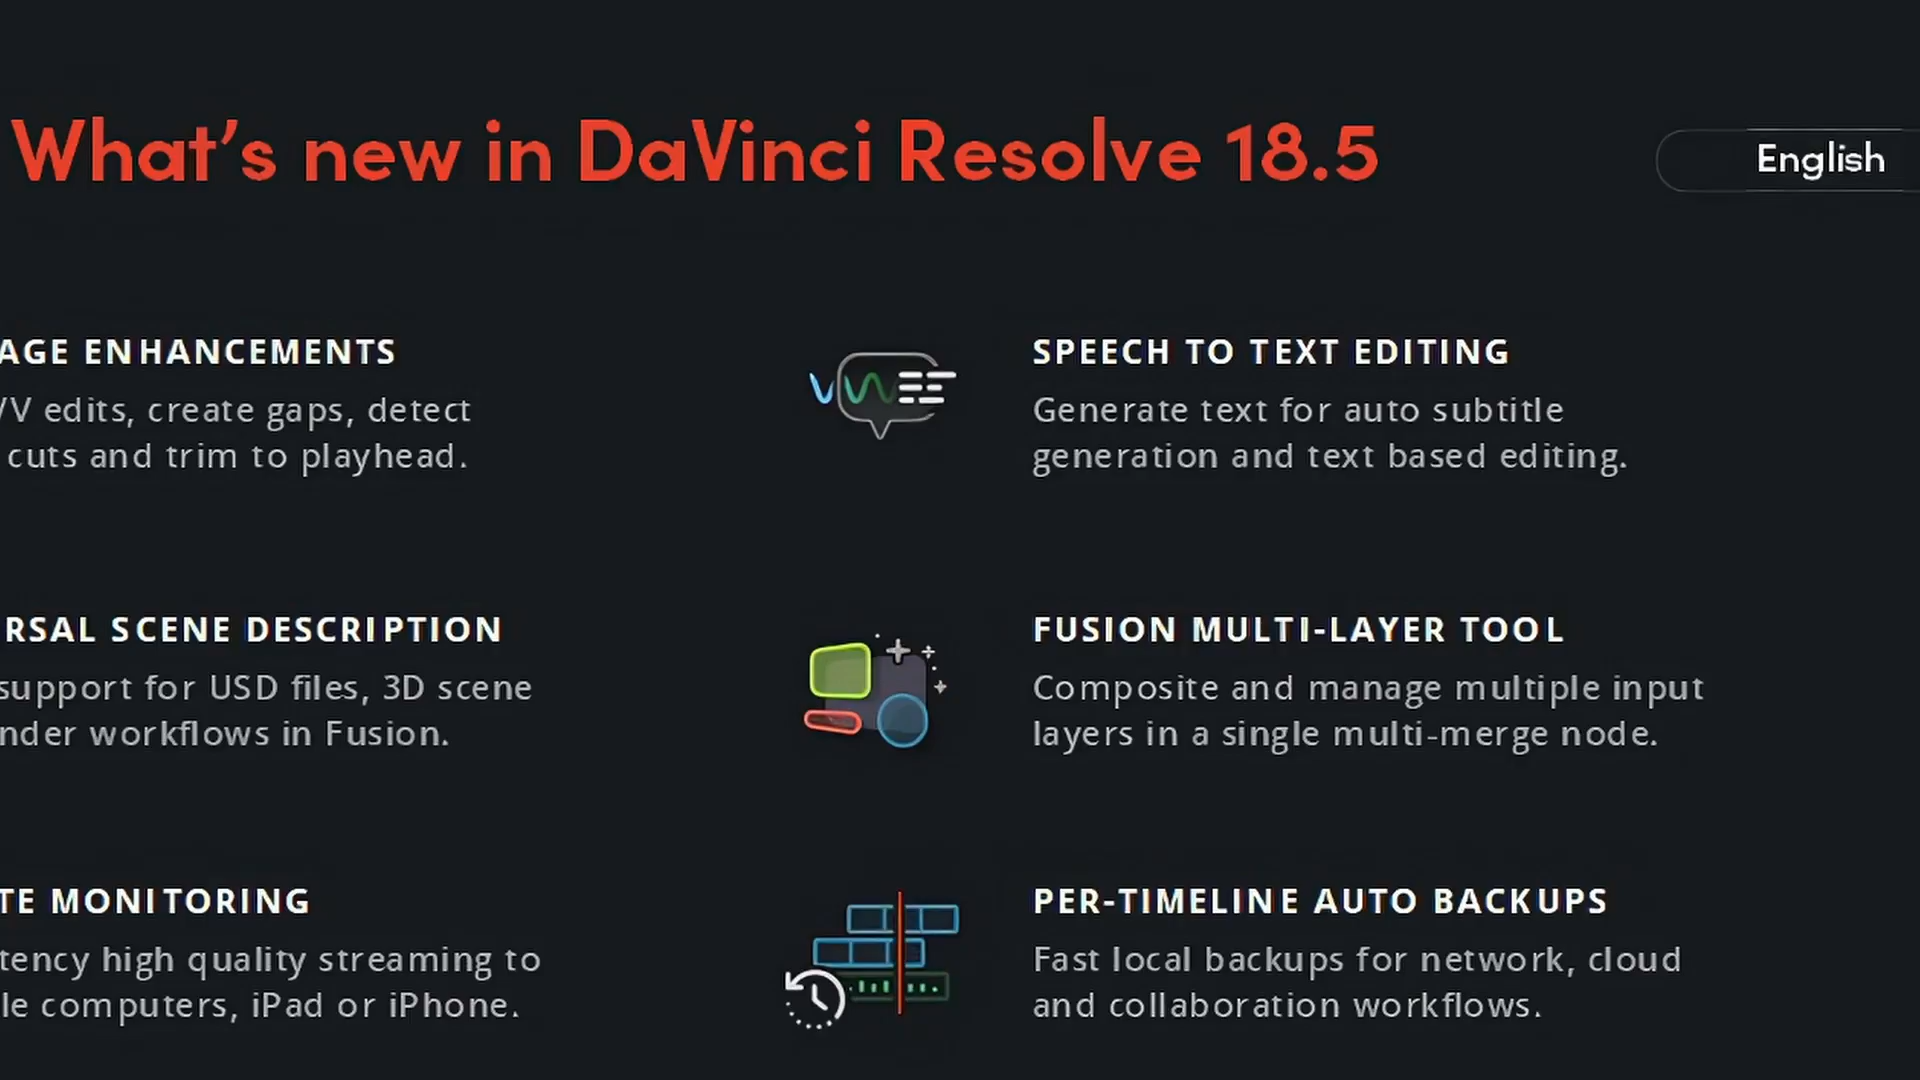 What's new in DaVinci Resolve 18.5
English
AGE ENHANCEMENTS
VV edits, create gaps, detect
cuts and trim to playhead.
SPEECH TO TEXT EDITING
Generate text for auto subtitle
generation and text based editing.
RSAL SCENE DESCRIPTION
support for USD files, 3D scene
nder workflows in Fusion.
FUSION MULTI-LAYER TOOL
Composite and manage multiple input
layers in a single multi-merge node.
TE MONITORING
tency high quality streaming to
le computers, iPad or iPhone.
PER-TIMELINE AUTO BACKUPS
Fast local backups for network, cloud
and collaboration workflows.